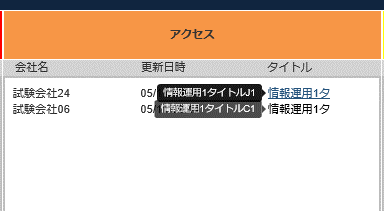 アクセス
会社名 更新日時 タイトル
試験会社24 05/ 情報運用1タイトルJ1 情報運用1タ
試験会社06 05/ 情報運用1タイトルC1 情報運用1タ